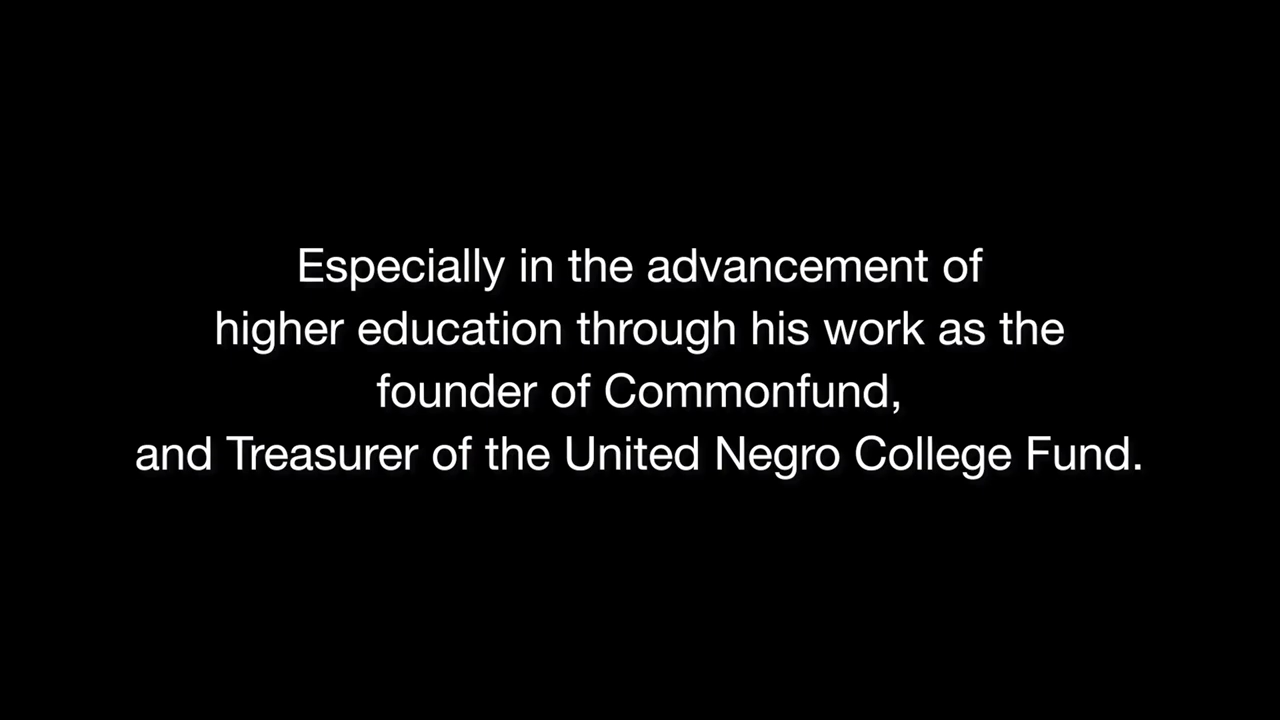 Especially in the advancement of
higher education through his work as the
founder of Commonfund,
and Treasurer of the United Negro College Fund.